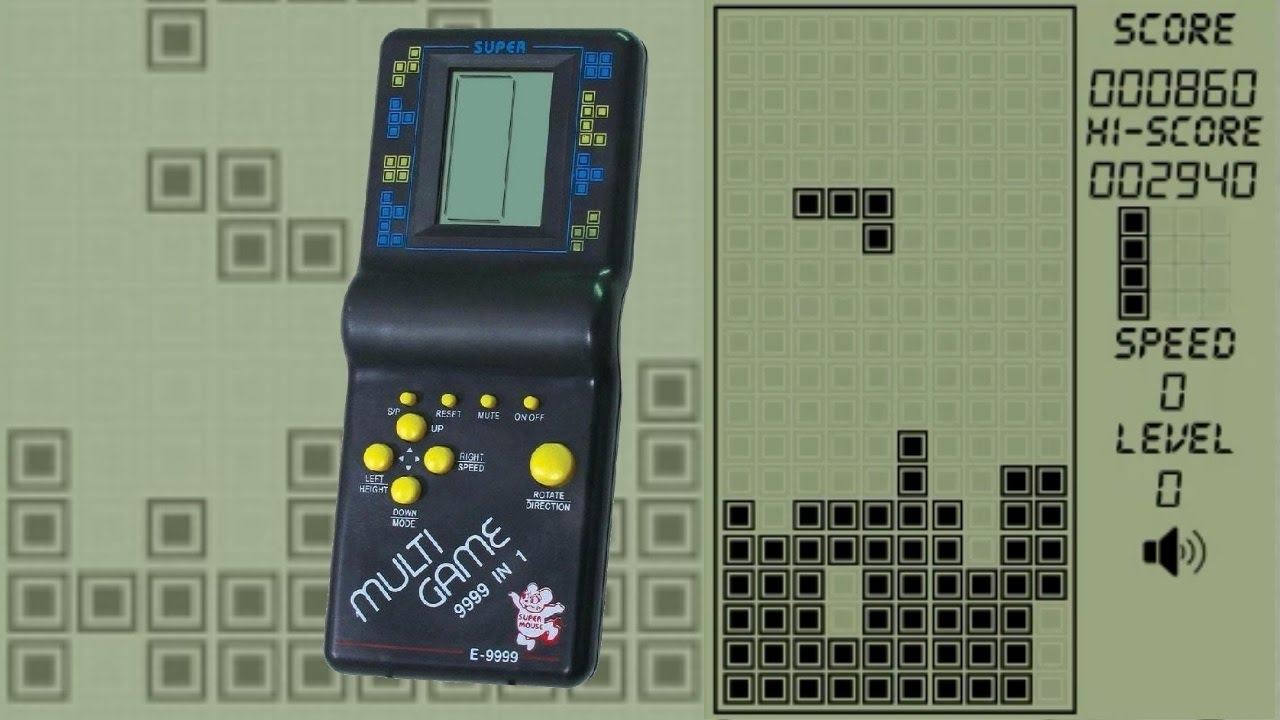 SUPER
S/P
RESET
MUTE
ON OFF
UP
RIGHT
SPEED
LEFT
HEIGHT
DOWN
MODE
ROTATE
DIRECTION
MULTI
GAME
9999 IN 1
SUPER
MOUSE
E-9999
SCORE
000860
HI-SCORE
002940
SPEED
0
LEVEL
0